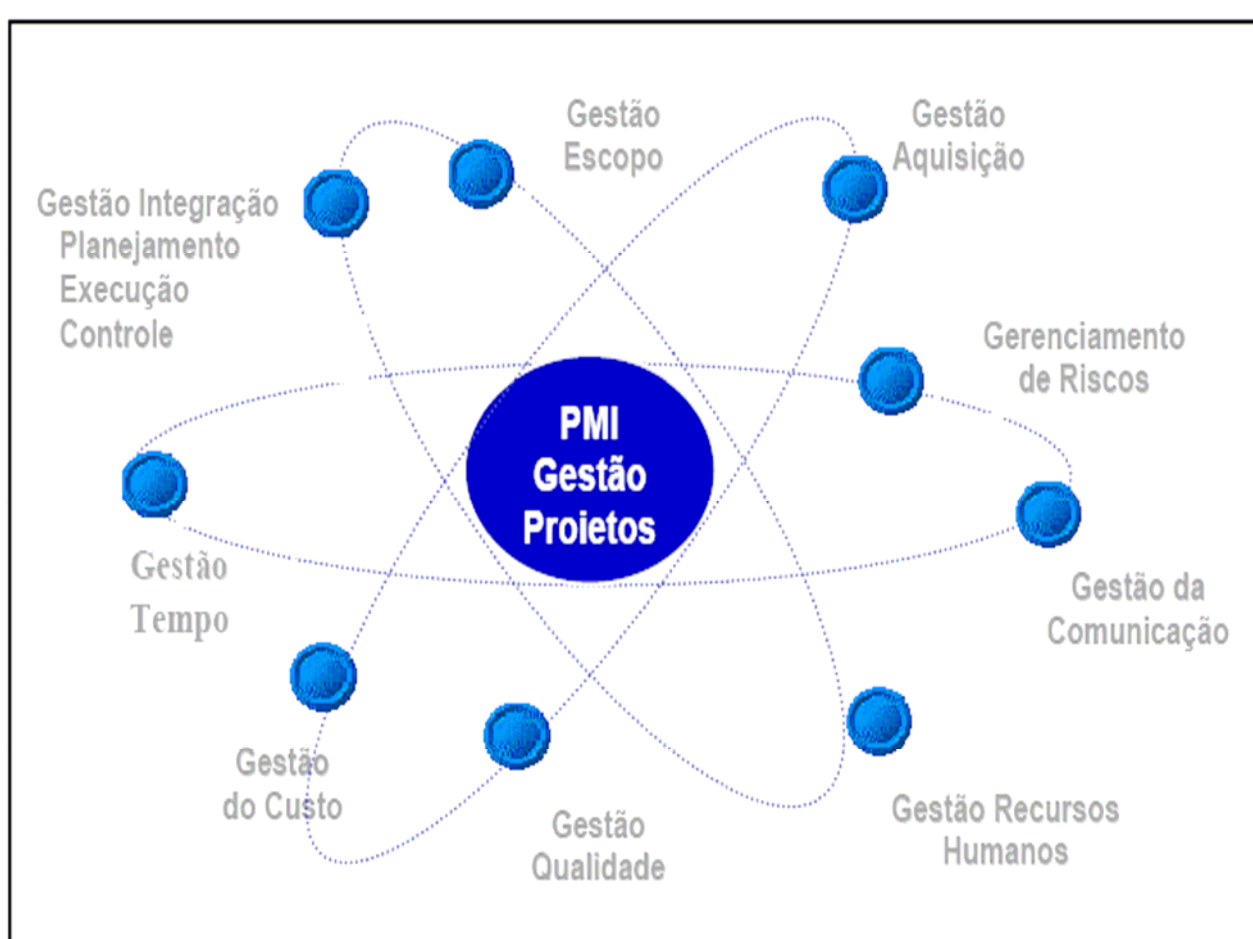 Gestão
Escopo
Gestão
Aquisição
Gestão Integração
Planejamento
Execução
Controle
Gerenciamento
de Riscos
PMI
Gestão
Proietos
Gestão
Tempo
Gestão da
Comunicação
Gestão
do Custo
Gestão
Qualidade
Gestão Recursos
Humanos